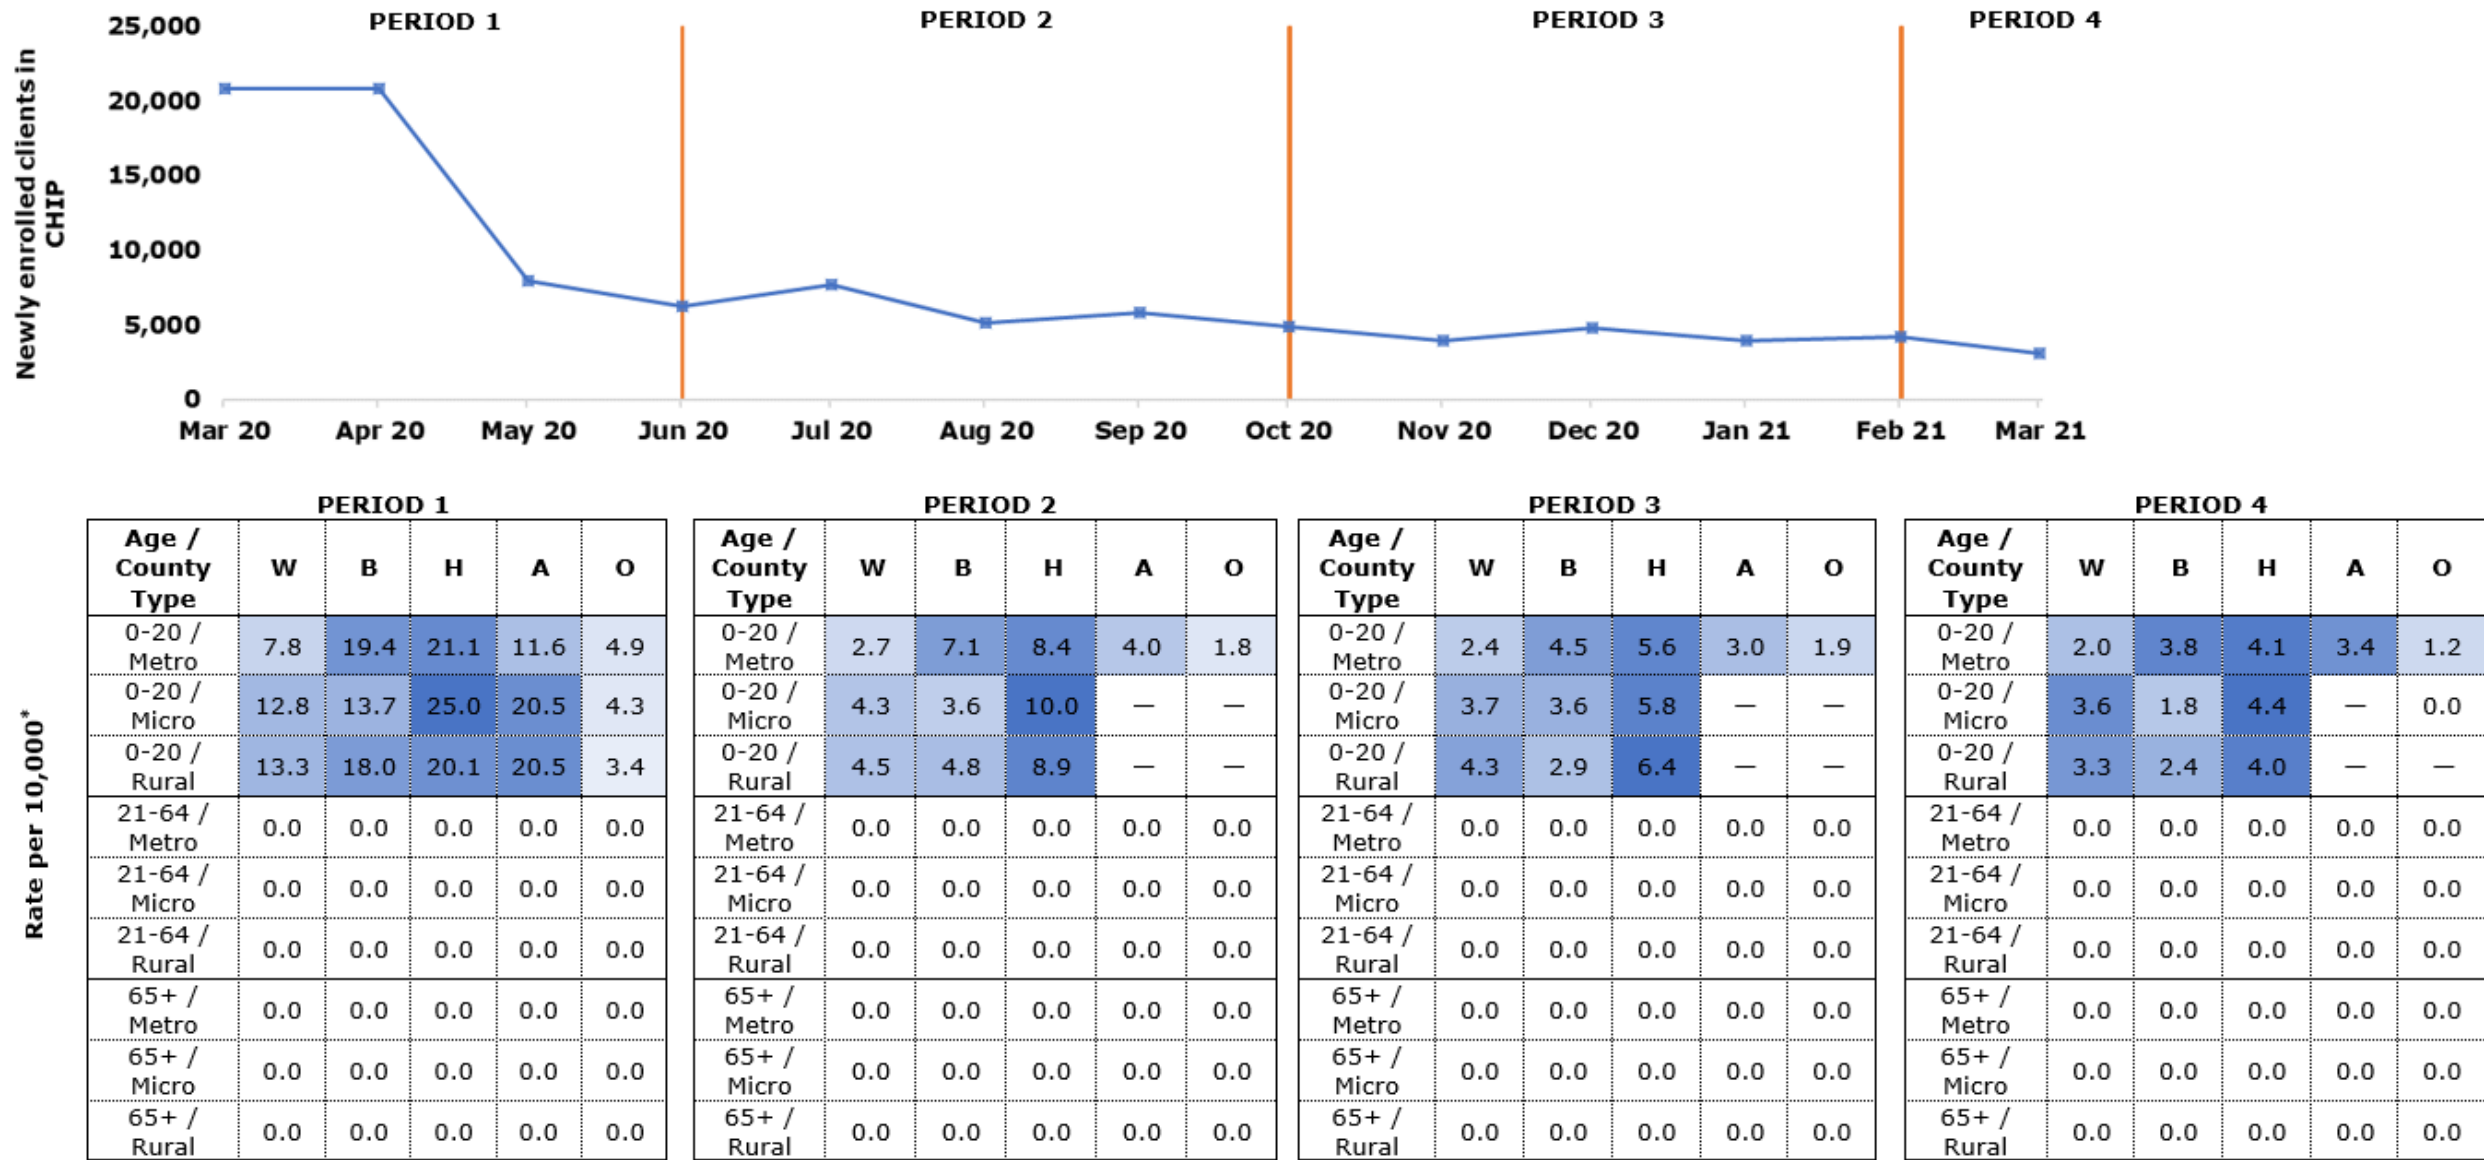 PERIOD 1 PERIOD 2 PERIOD 3 PERIOD 4
Newly enrolled clients in
CHIP
25,000
20,000
15,000
10,000
5,000
0
Mar 20 Apr 20 May 20 Jun 20 Jul 20 Aug 20 Sep 20 Oct 20 Nov 20 Dec 20 Jan 21 Feb 21 Mar 21
Rate per 10,000*
PERIOD 1
Age /
County
Type
W B H A O
0-20 /
Metro
7.8 19.4 21.1 11.6 4.9
0-20 /
Micro
12.8 13.7 25.0 20.5 4.3
0-20 /
Rural
13.3 18.0 20.1 20.5 3.4
21-64 /
Metro
0.0 0.0 0.0 0.0 0.0
21-64 /
Micro
0.0 0.0 0.0 0.0 0.0
21-64 /
Rural
0.0 0.0 0.0 0.0 0.0
65+ /
Metro
0.0 0.0 0.0 0.0 0.0
65+ /
Micro
0.0 0.0 0.0 0.0 0.0
65+ /
Rural
0.0 0.0 0.0 0.0 0.0
PERIOD 2
Age /
County
Type
W B H A O
0-20 /
Metro
2.7 7.1 8.4 4.0 1.8
0-20 /
Micro
4.3 3.6 10.0 — —
0-20 /
Rural
4.5 4.8 8.9 — —
21-64 /
Metro
0.0 0.0 0.0 0.0 0.0
21-64 /
Micro
0.0 0.0 0.0 0.0 0.0
21-64 /
Rural
0.0 0.0 0.0 0.0 0.0
65+ /
Metro
0.0 0.0 0.0 0.0 0.0
65+ /
Micro
0.0 0.0 0.0 0.0 0.0
65+ /
Rural
0.0 0.0 0.0 0.0 0.0
PERIOD 3
Age /
County
Type
W B H A O
0-20 /
Metro
2.4 4.5 5.6 3.0 1.9
0-20 /
Micro
3.7 3.6 5.8 — —
0-20 /
Rural
4.3 2.9 6.4 — —
21-64 /
Metro
0.0 0.0 0.0 0.0 0.0
21-64 /
Micro
0.0 0.0 0.0 0.0 0.0
21-64 /
Rural
0.0 0.0 0.0 0.0 0.0
65+ /
Metro
0.0 0.0 0.0 0.0 0.0
65+ /
Micro
0.0 0.0 0.0 0.0 0.0
65+ /
Rural
0.0 0.0 0.0 0.0 0.0
PERIOD 4
Age /
County
Type
W B H A O
0-20 /
Metro
2.0 3.8 4.1 3.4 1.2
0-20 /
Micro
3.6 1.8 4.4 — 0.0
0-20 /
Rural
3.3 2.4 4.0 — —
21-64 /
Metro
0.0 0.0 0.0 0.0 0.0
21-64 /
Micro
0.0 0.0 0.0 0.0 0.0
21-64 /
Rural
0.0 0.0 0.0 0.0 0.0
65+ /
Metro
0.0 0.0 0.0 0.0 0.0
65+ /
Micro
0.0 0.0 0.0 0.0 0.0
65+ /
Rural
0.0 0.0 0.0 0.0 0.0